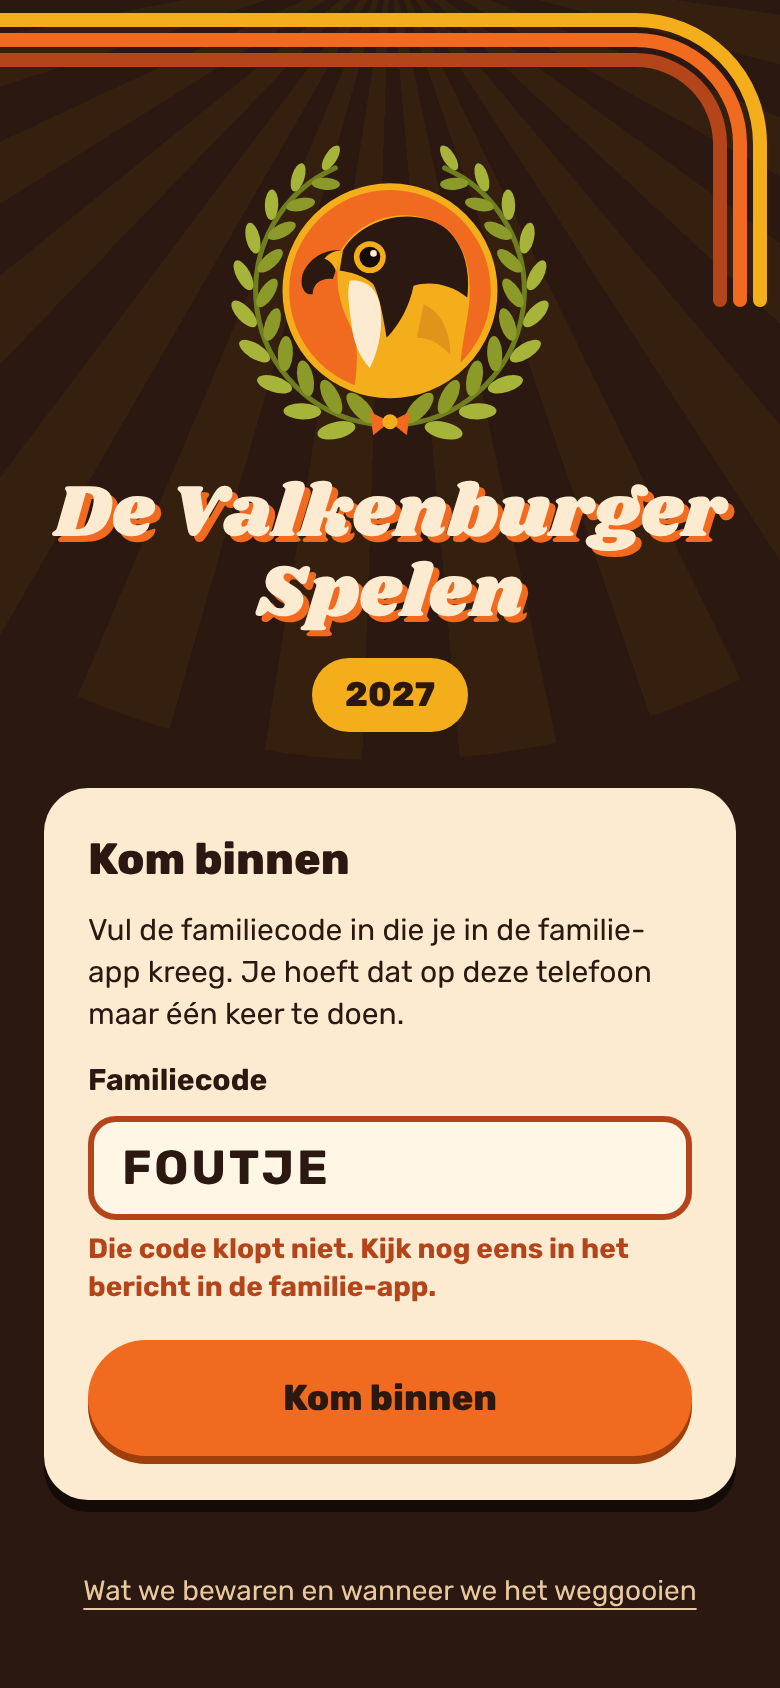 De Valkenburger
Spelen
2027
Kom binnen
Vul de familiecode in die je in de familie-
app kreeg. Je hoeft dat op deze telefoon
maar één keer te doen.
Familiecode
FOUTJE
Die code klopt niet. Kijk nog eens in het
bericht in de familie-app.
Kom binnen
Wat we bewaren en wanneer we het weggooien